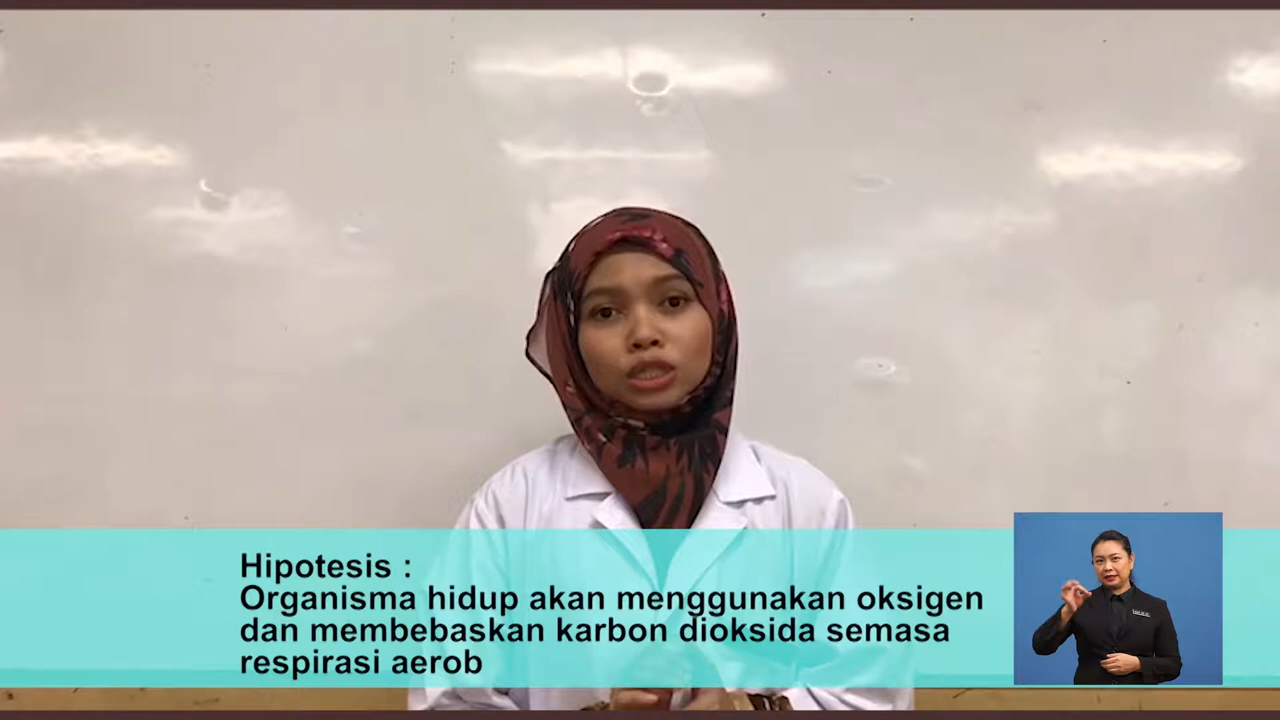 Hipotesis :
Organisma hidup akan menggunakan oksigen
dan membebaskan karbon dioksida semasa
respirasi aerob